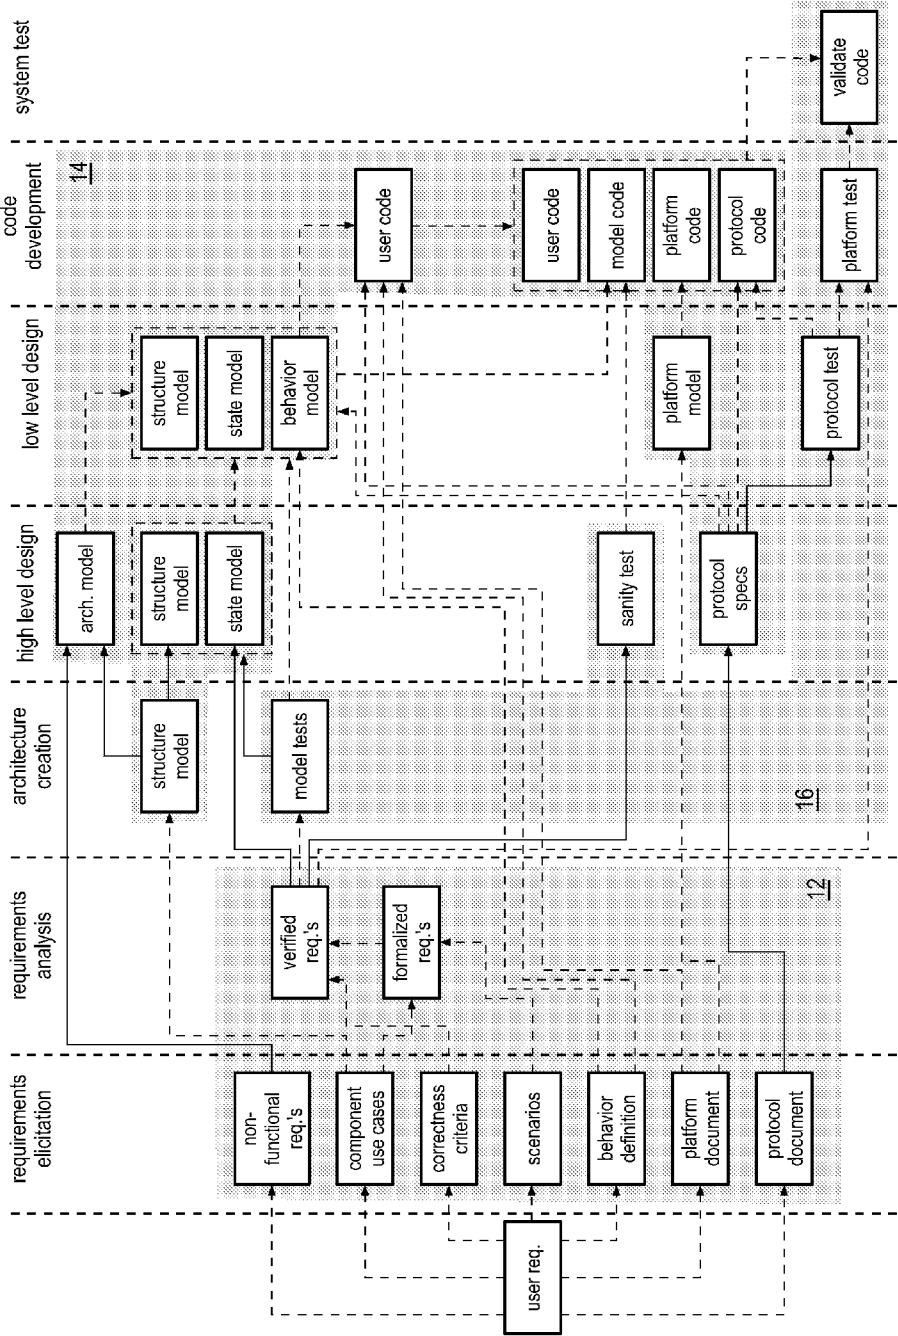 requirements
elicitation
requirements
analysis
architecture
creation
high level design
low level design
code
development
system test
user req.
non-
functional
req.'s
component
use cases
correctness
criteria
scenarios
behavior
definition
platform
document
protocol
document
verified
req.'s
formalized
req.'s
12
structure
model
model tests
16
arch. model
structure
model
state model
sanity test
protocol
specs
structure
model
state model
behavior
model
platform
model
protocol test
14
user code
user code
model code
platform
code
protocol
code
platform test
validate
code